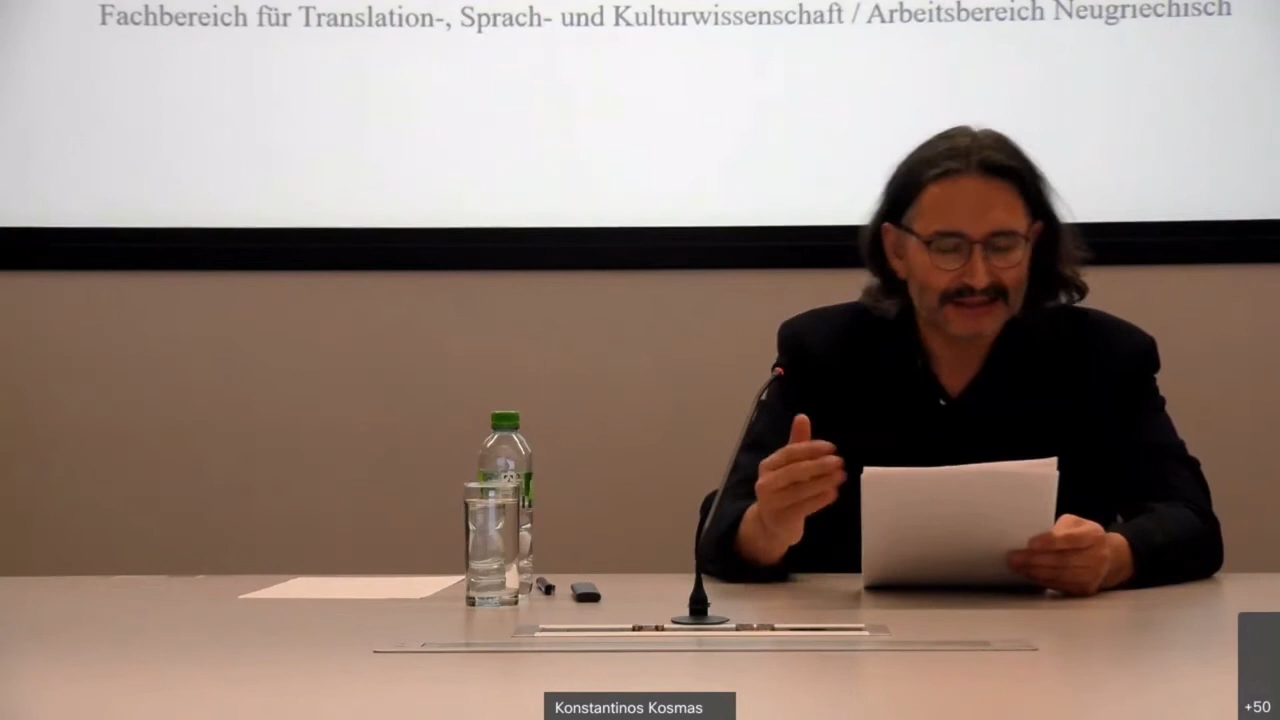 Fachbereich für Translation-, Sprach- und Kulturwissenschaft / Arbeitsbereich Neugriechisch
Konstantinos Kosmas
+50